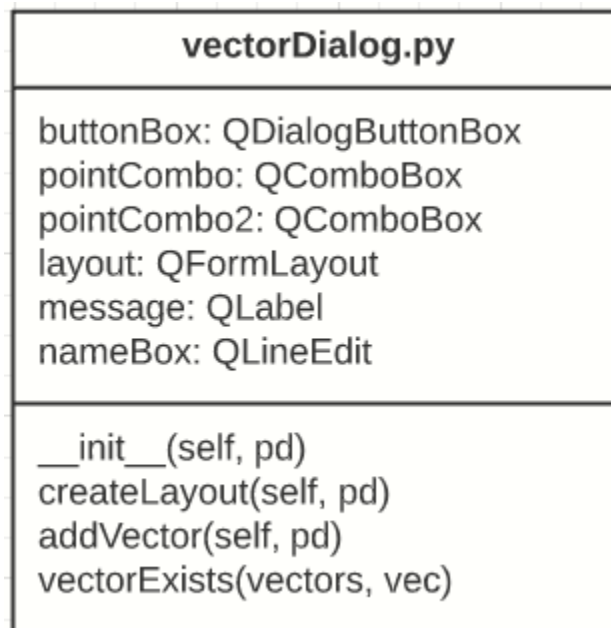 vectorDialog.py
buttonBox: QDialogButtonBox
pointCombo: QComboBox
pointCombo2: QComboBox
layout: QFormLayout
message: QLabel
nameBox: QLineEdit
__init__(self, pd)
createLayout(self, pd)
addVector(self, pd)
vectorExists(vectors, vec)